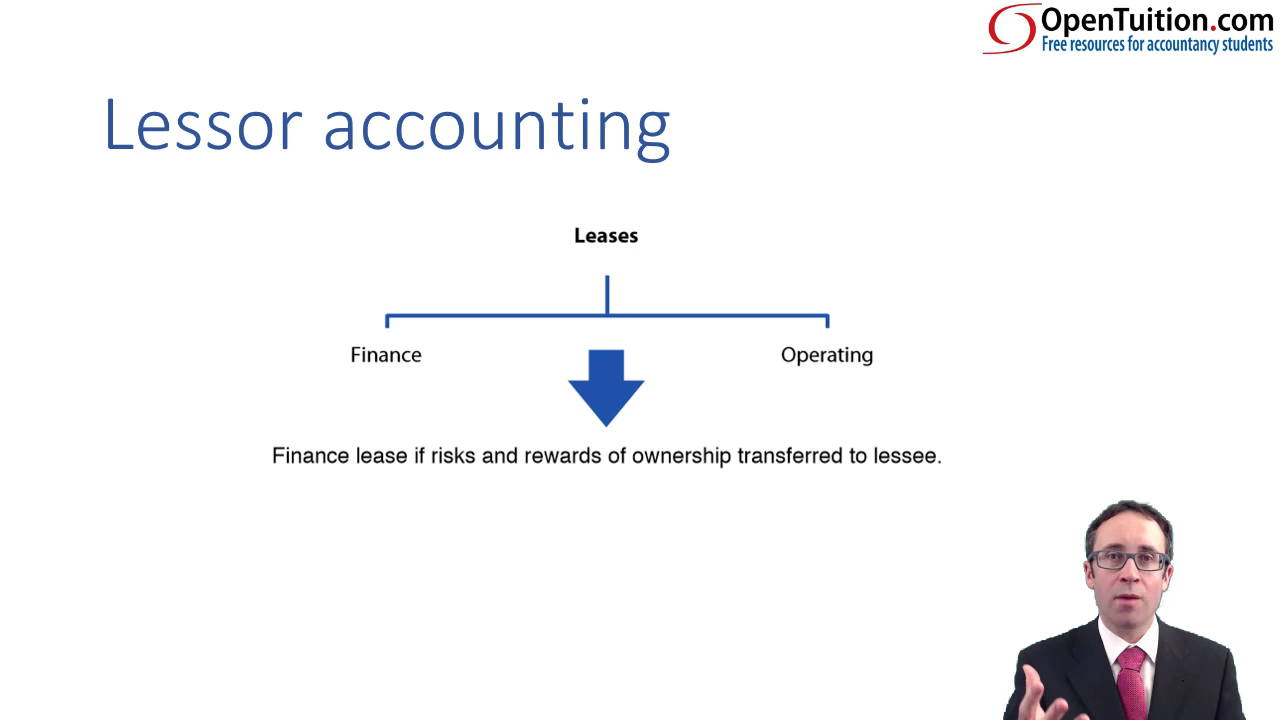 OpenTuition.com
Free resources for accountancy students
Lessor accounting
Leases
Finance
Operating
Finance lease if risks and rewards of ownership transferred to lessee.